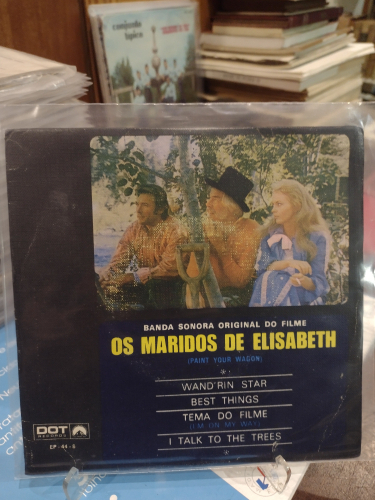 BANDA SONORA ORIGINAL DO FILME
OS MARIDOS DE ELISABETH
(PAINT YOUR WAGON)
WAND'RIN STAR
BEST THINGS
TEMA DO FILME
(I'M ON MY WAY)
I TALK TO THE TREES
DOT
RECORDS